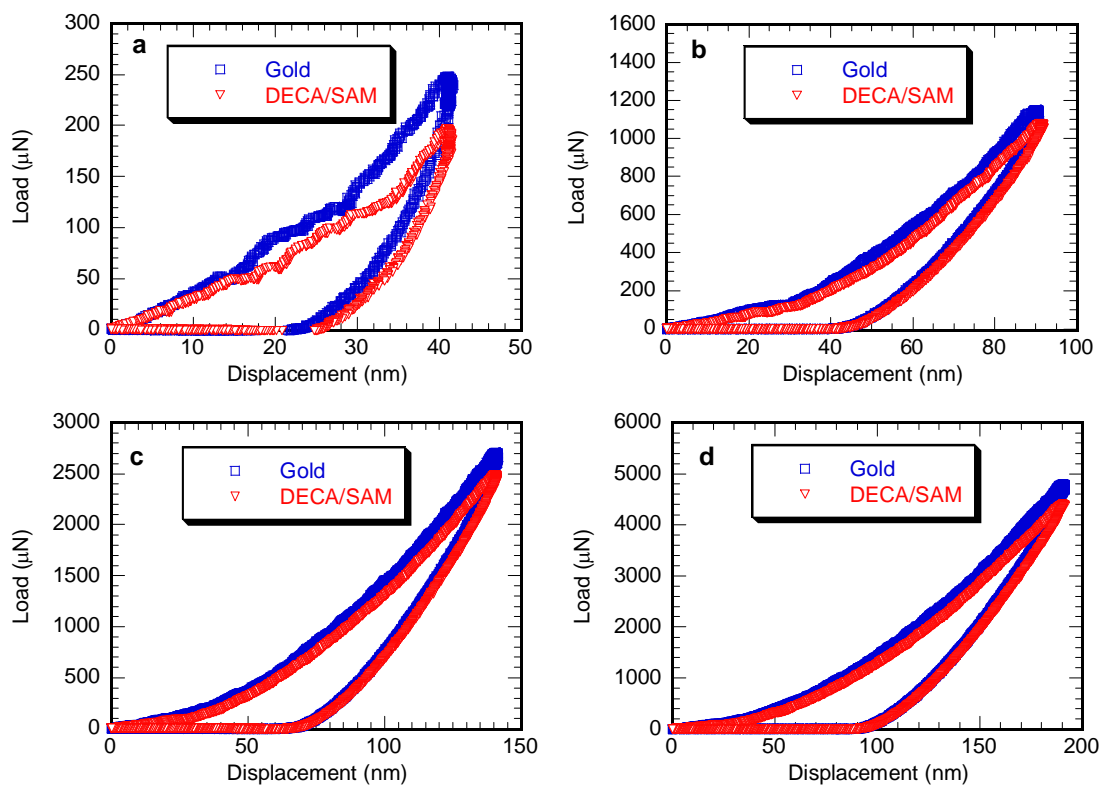 a
Gold
DECA/SAM
Load (μN)
300
250
200
150
100
50
0
0 10 20 30 40 50
Displacement (nm)
b
Gold
DECA/SAM
Load (μN)
1600
1400
1200
1000
800
600
400
200
0
0 20 40 60 80 100
Displacement (nm)
c
Gold
DECA/SAM
Load (μN)
3000
2500
2000
1500
1000
500
0
0 50 100 150
Displacement (nm)
d
Gold
DECA/SAM
Load (μN)
6000
5000
4000
3000
2000
1000
0
0 50 100 150 200
Displacement (nm)